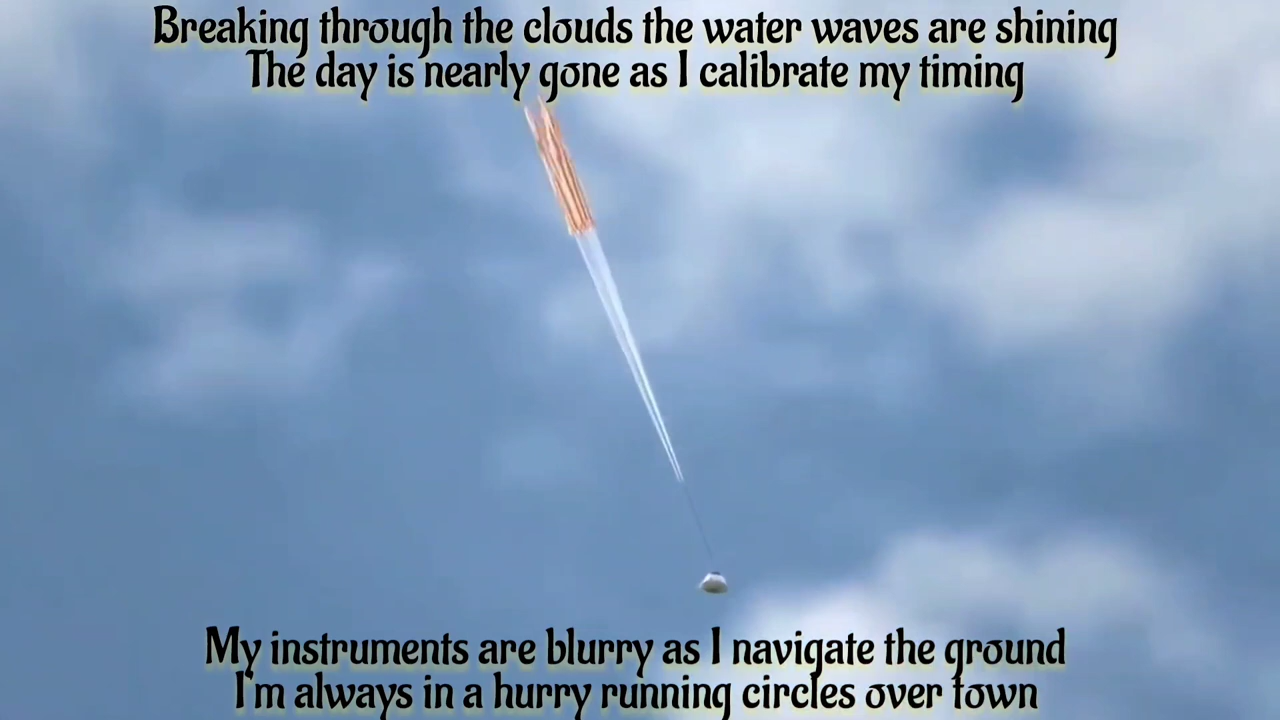 Breaking through the clouds the water waves are shining
The day is nearly gone as I calibrate my timing
My instruments are blurry as I navigate the ground
I'm always in a hurry running circles over town